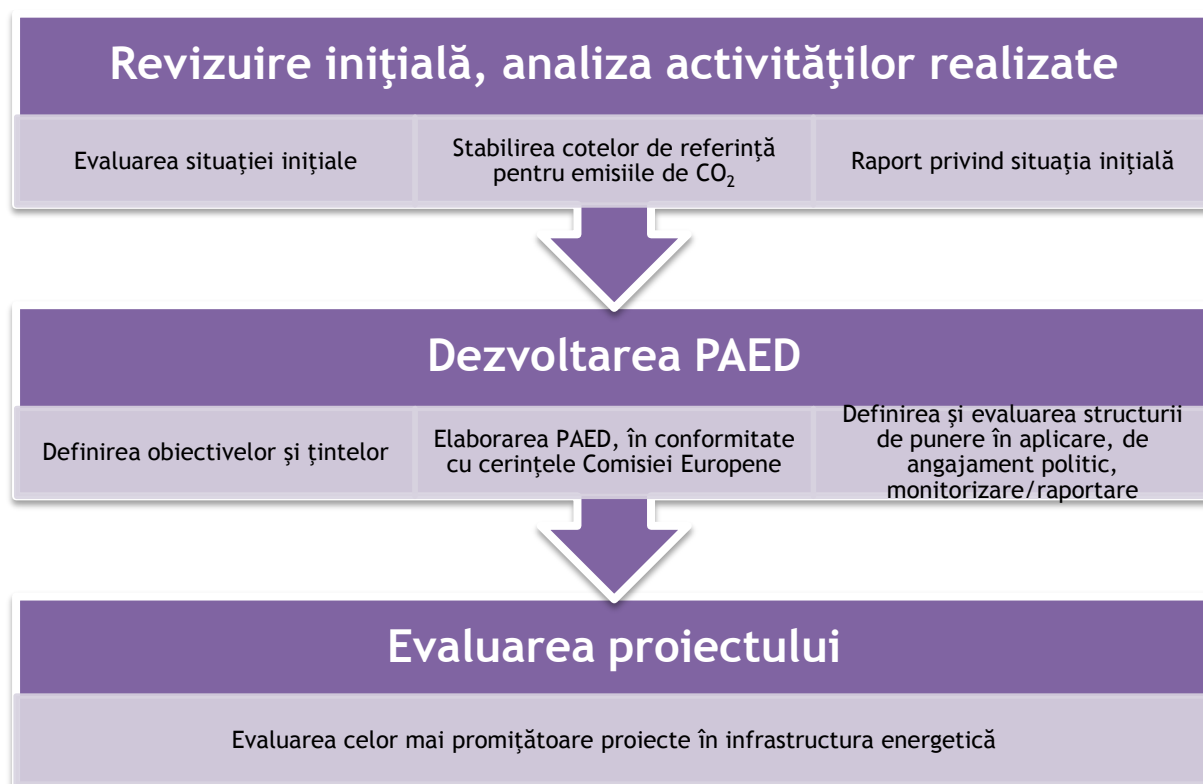 Revizuire iniţială, analiza activităţilor realizate
Evaluarea situaţiei iniţiale
Stabilirea cotelor de referinţă
pentru emisiile de CO₂
Raport privind situaţia iniţială
Dezvoltarea PAED
Definirea obiectivelor şi ţintelor
Elaborarea PAED, în conformitate
cu cerinţele Comisiei Europene
Definirea şi evaluarea structurii
de punere în aplicare, de
angajament politic,
monitorizare/raportare
Evaluarea proiectului
Evaluarea celor mai promiţătoare proiecte în infrastructura energetică